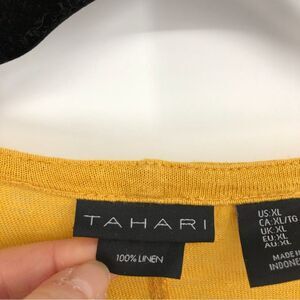 TAHARI
100% LINEN
US:XL
CA:XL/TG
UK:XL
EU:XL
AU:XL
MADE IN